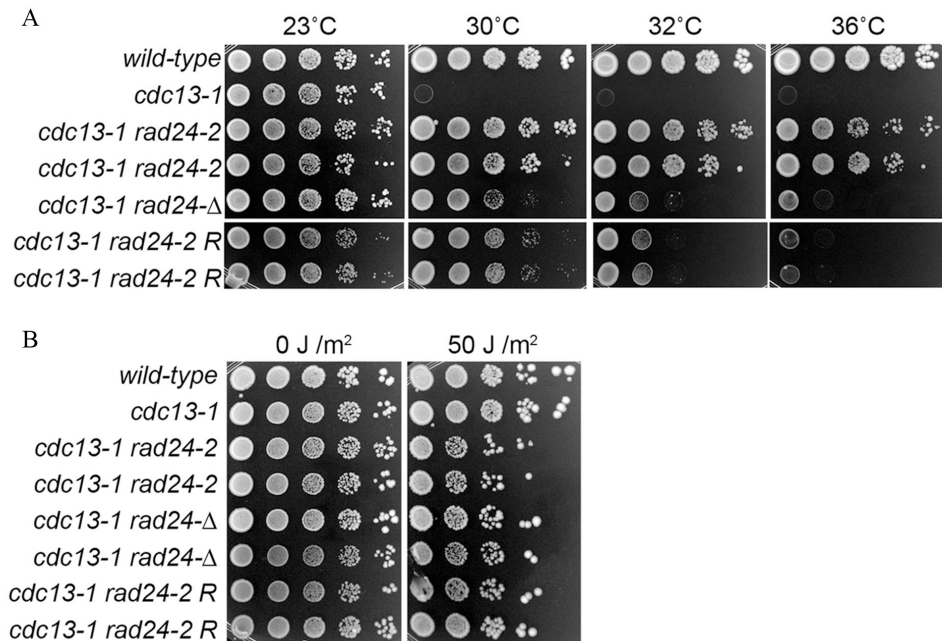 A
23°C 30°C 32°C 36°C
wild-type
cdc13-1
cdc13-1 rad24-2
cdc13-1 rad24-2
cdc13-1 rad24-Δ
cdc13-1 rad24-2 R
cdc13-1 rad24-2 R
B
0 J /m² 50 J /m²
wild-type
cdc13-1
cdc13-1 rad24-2
cdc13-1 rad24-2
cdc13-1 rad24-Δ
cdc13-1 rad24-Δ
cdc13-1 rad24-2 R
cdc13-1 rad24-2 R